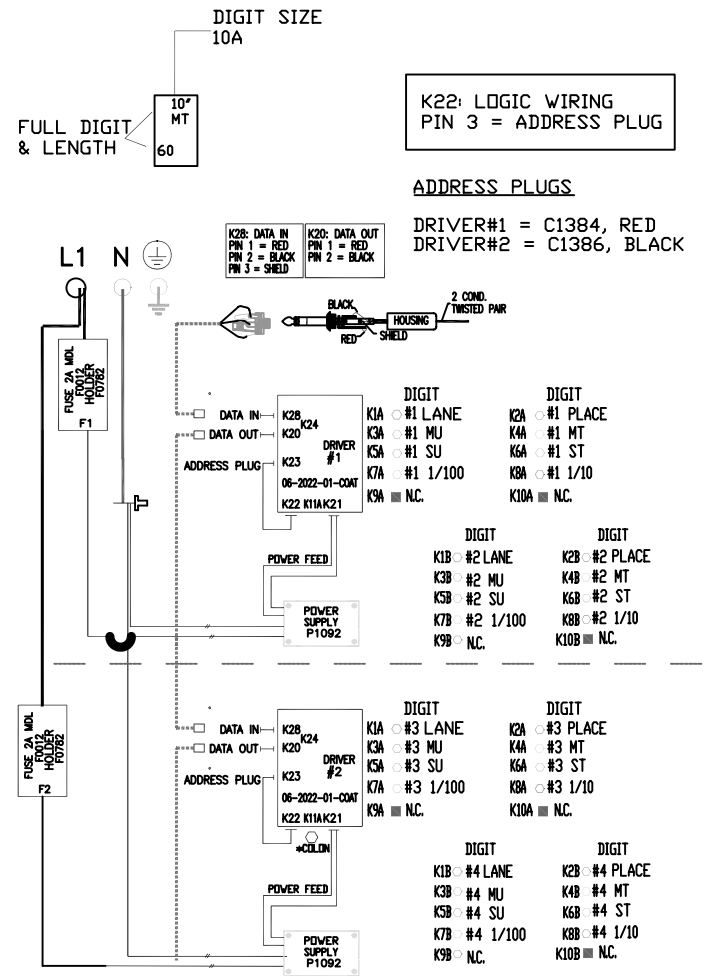 DIGIT SIZE
10A
10" MT
60
FULL DIGIT
& LENGTH
K22: LOGIC WIRING
PIN 3 = ADDRESS PLUG
ADDRESS PLUGS
DRIVER#1 = C1384, RED
DRIVER#2 = C1386, BLACK
K28: DATA IN
PIN 1 = RED
PIN 2 = BLACK
PIN 3 = SHIELD
K20: DATA OUT
PIN 1 = RED
PIN 2 = BLACK
L1 N
BLACK
RED
SHIELD
HOUSING
2 COND.
TWISTED PAIR
FUSE 2A MDL
F0012
HOLDER
F0782
F1
DATA IN
DATA OUT
ADDRESS PLUG
K28
K24
K20
K23
DRIVER
#1
06-2022-01-COAT
K22 K11A K21
POWER FEED
POWER
SUPPLY
P1092
DIGIT
K1A #1 LANE
K3A #1 MU
K5A #1 SU
K7A #1 1/100
K9A N.C.
DIGIT
K2A #1 PLACE
K4A #1 MT
K6A #1 ST
K8A #1 1/10
K10A N.C.
DIGIT
K1B #2 LANE
K3B #2 MU
K5B #2 SU
K7B #2 1/100
K9B N.C.
DIGIT
K2B #2 PLACE
K4B #2 MT
K6B #2 ST
K8B #2 1/10
K10B N.C.
FUSE 2A MDL
F0012
HOLDER
F0782
F2
DATA IN
DATA OUT
ADDRESS PLUG
K28
K24
K20
K23
DRIVER
#2
06-2022-01-COAT
K22 K11A K21
*COLON
POWER FEED
POWER
SUPPLY
P1092
DIGIT
K1A #3 LANE
K3A #3 MU
K5A #3 SU
K7A #3 1/100
K9A N.C.
DIGIT
K2A #3 PLACE
K4A #3 MT
K6A #3 ST
K8A #3 1/10
K10A N.C.
DIGIT
K1B #4 LANE
K3B #4 MU
K5B #4 SU
K7B #4 1/100
K9B N.C.
DIGIT
K2B #4 PLACE
K4B #4 MT
K6B #4 ST
K8B #4 1/10
K10B N.C.